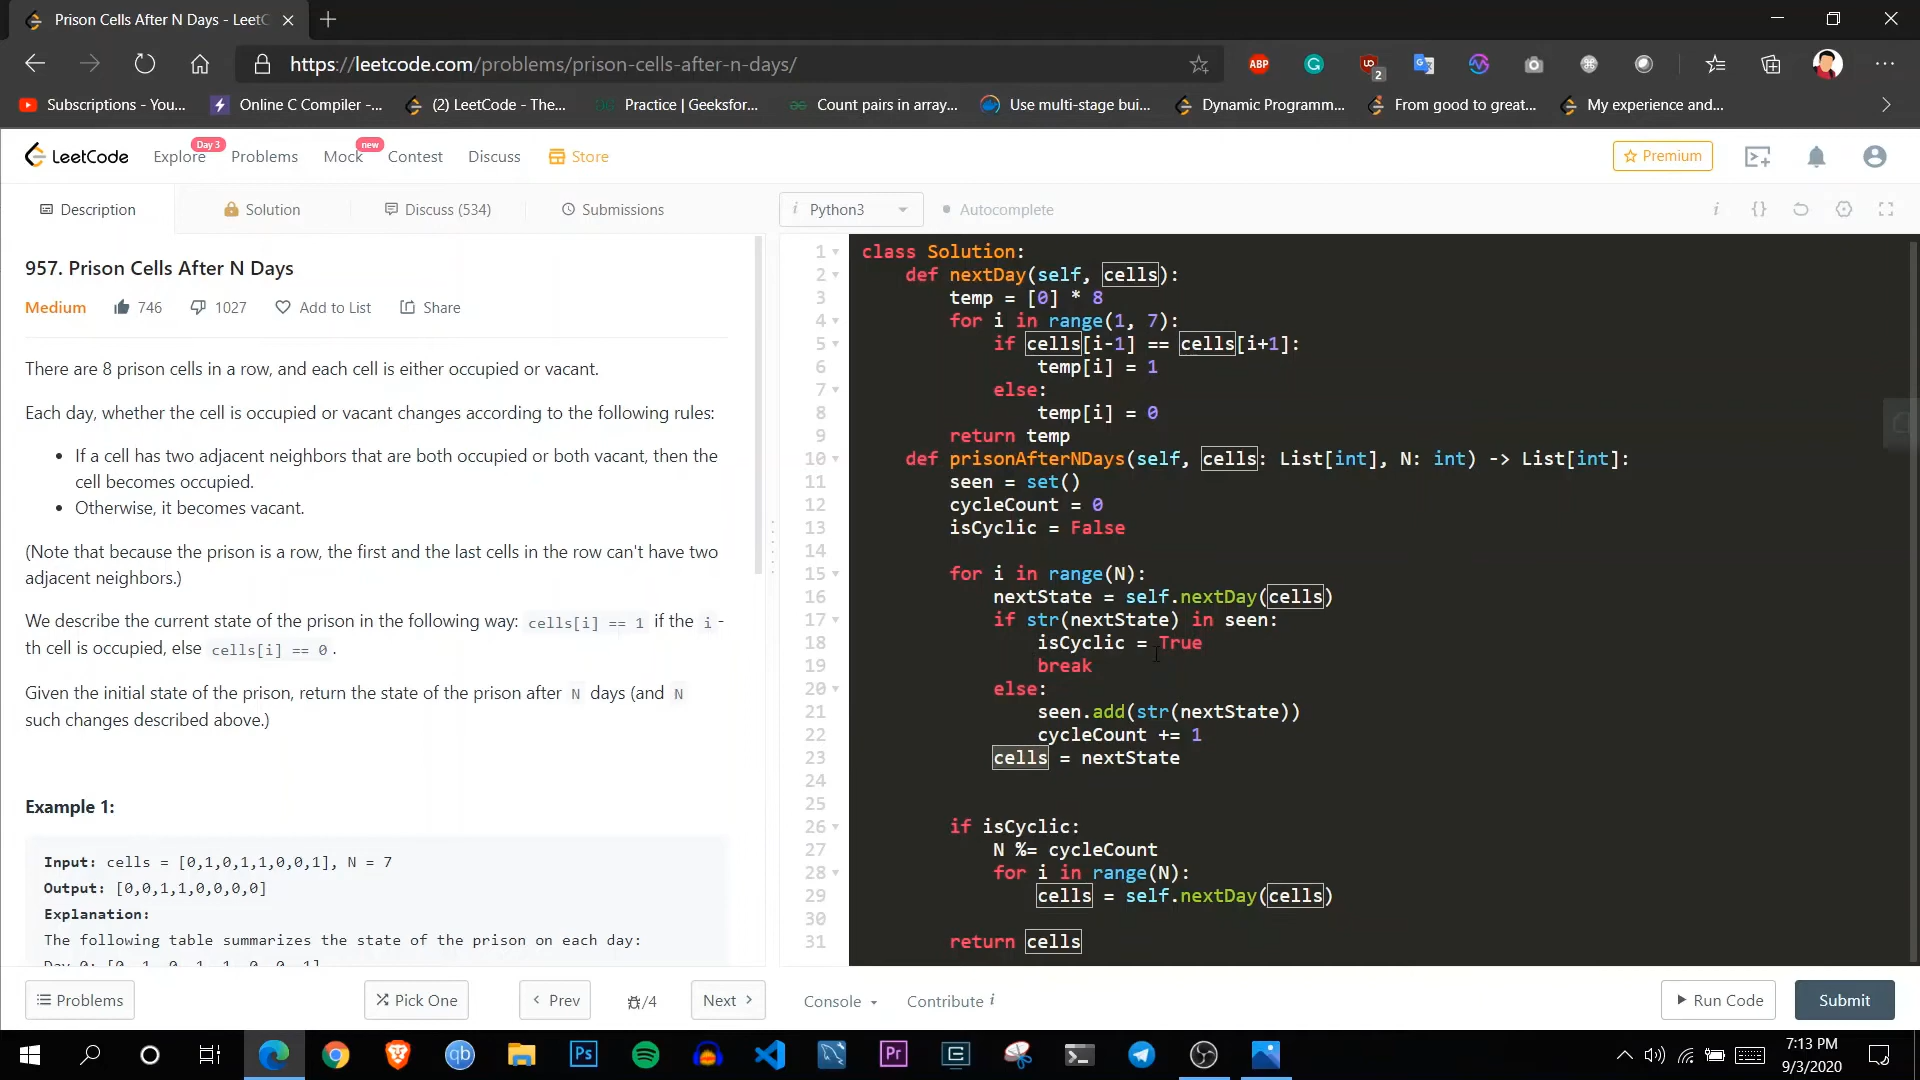 Prison Cells After N Days - LeetC
https://leetcode.com/problems/prison-cells-after-n-days/
ABP
2
Subscriptions - You...
Online C Compiler -...
(2) LeetCode - The...
Practice | Geeksfor...
Count pairs in array...
Use multi-stage bui...
Dynamic Programm...
From good to great...
My experience and...
LeetCode
Explore
Day 3
Problems
Mock
new
Contest
Discuss
Store
Premium
Description
Solution
Discuss (534)
Submissions
i Python3
Autocomplete
i {}
957. Prison Cells After N Days
Medium
746
1027
Add to List
Share
There are 8 prison cells in a row, and each cell is either occupied or vacant.
Each day, whether the cell is occupied or vacant changes according to the following rules:
• If a cell has two adjacent neighbors that are both occupied or both vacant, then the
cell becomes occupied.
• Otherwise, it becomes vacant.
(Note that because the prison is a row, the first and the last cells in the row can't have two
adjacent neighbors.)
We describe the current state of the prison in the following way: cells[i] == 1 if the i -
th cell is occupied, else cells[i] == 0.
Given the initial state of the prison, return the state of the prison after N days (and N
such changes described above.)
Example 1:
Input: cells = [0,1,0,1,1,0,0,1], N = 7
Output: [0,0,1,1,0,0,0,0]
Explanation:
The following table summarizes the state of the prison on each day:
Day 0: [0, 1, 0, 1, 1, 0, 0, 1]
1 class Solution:
2 def nextDay(self, cells):
3 temp = [0] * 8
4 for i in range(1, 7):
5 if cells[i-1] == cells[i+1]:
6 temp[i] = 1
7 else:
8 temp[i] = 0
9 return temp
10 def prisonAfterNDays(self, cells: List[int], N: int) -> List[int]:
11 seen = set()
12 cycleCount = 0
13 isCyclic = False
14
15 for i in range(N):
16 nextState = self.nextDay(cells)
17 if str(nextState) in seen:
18 isCyclic = True
19 break
20 else:
21 seen.add(str(nextState))
22 cycleCount += 1
23 cells = nextState
24
25
26 if isCyclic:
27 N %= cycleCount
28 for i in range(N):
29 cells = self.nextDay(cells)
30
31 return cells
Problems
Pick One
< Prev
/4
Next >
Console
Contribute i
Run Code
Submit
qb
Ps
Pr
7:13 PM
9/3/2020